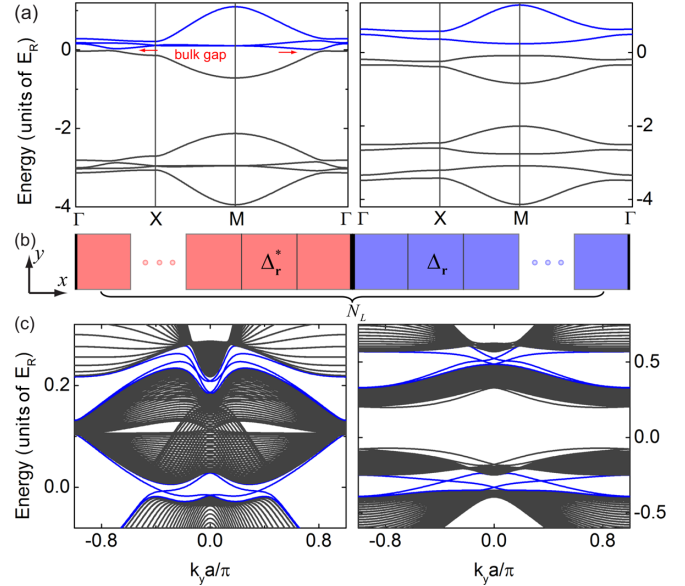 (a)
Energy (units of E_R)
0
-2
-4
bulk gap
Γ X M Γ
Γ X M Γ
0
-2
-4
(b)
y
x
Δ_r^*
Δ_r
N_L
(c)
Energy (units of E_R)
0.2
0.0
-0.8 0.0 0.8
k_y a/π
-0.8 0.0 0.8
k_y a/π
0.5
0.0
-0.5